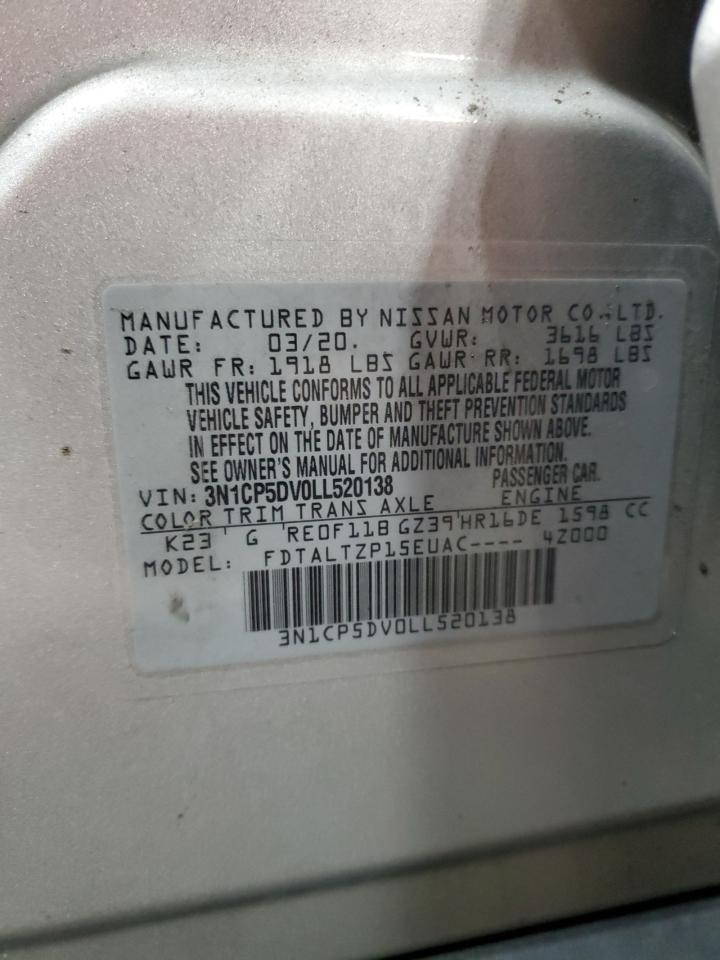 MANUFACTURED BY NISSAN MOTOR CO., LTD.
DATE: 03/20. GVWR: 3616 LBS
GAWR FR: 1918 LBS GAWR RR: 1698 LBS
THIS VEHICLE CONFORMS TO ALL APPLICABLE FEDERAL MOTOR
VEHICLE SAFETY, BUMPER AND THEFT PREVENTION STANDARDS
IN EFFECT ON THE DATE OF MANUFACTURE SHOWN ABOVE.
SEE OWNER'S MANUAL FOR ADDITIONAL INFORMATION.
VIN: 3N1CP5DV0LL520138 PASSENGER CAR.
COLOR TRIM TRANS AXLE ENGINE
K23 G RE0F11B GZ39 HR16DE 1598 CC
MODEL: FDTALTZP15EUAC---- 4Z000
3N1CP5DV0LL520138